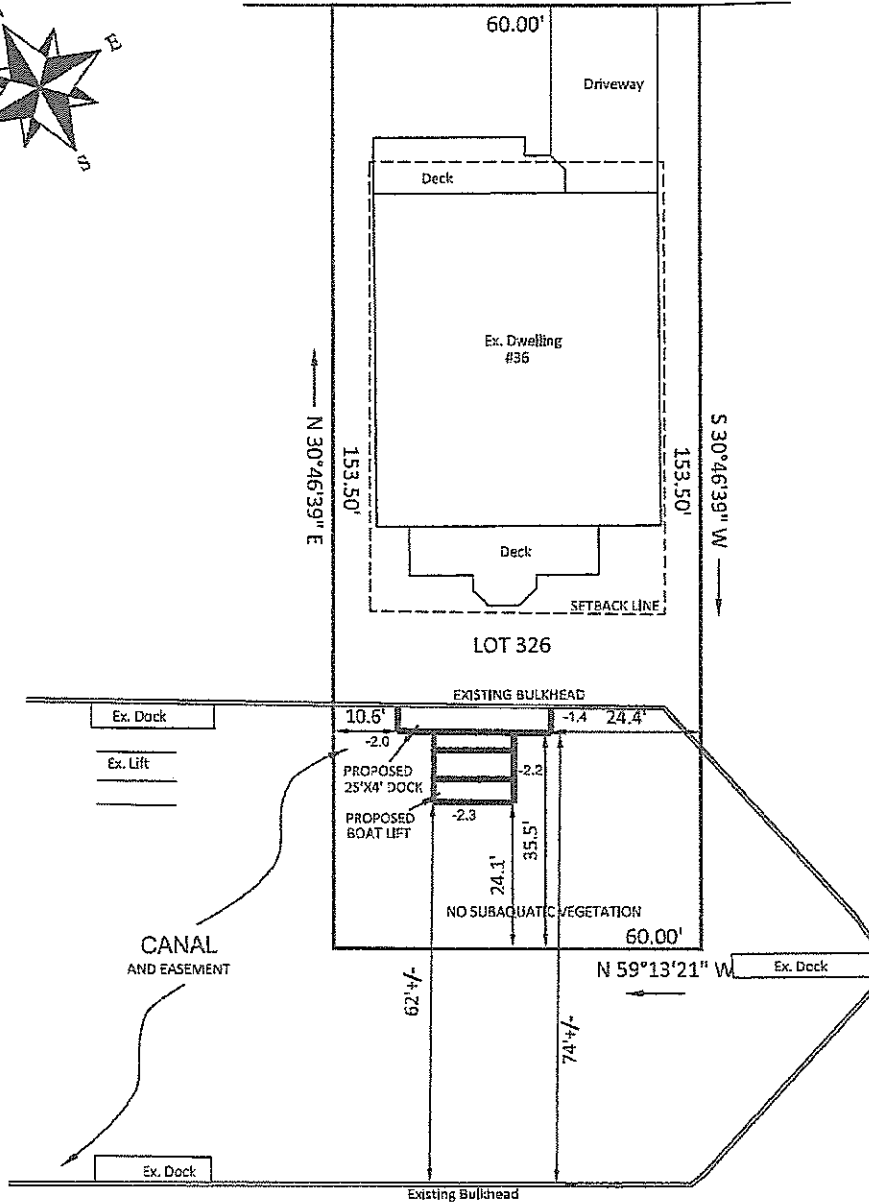 60.00'
E
Driveway
S
Deck
Ex. Dwelling
#36
N 30°46'39" E
153.50'
153.50'
S 30°46'39" W
Deck
SETBACK LINE
LOT 326
EXISTING BULKHEAD
Ex. Dock
10.6'
-1.4
24.4'
-2.0
Ex. Lift
PROPOSED
25'X4' DOCK
-2.2
PROPOSED
BOAT LIFT
-2.3
24.1'
35.5'
NO SUBAQUATIC VEGETATION
60.00'
CANAL
AND EASEMENT
N 59°13'21" W
Ex. Dock
62'+/-
74'+/-
Ex. Dock
Existing Bulkhead